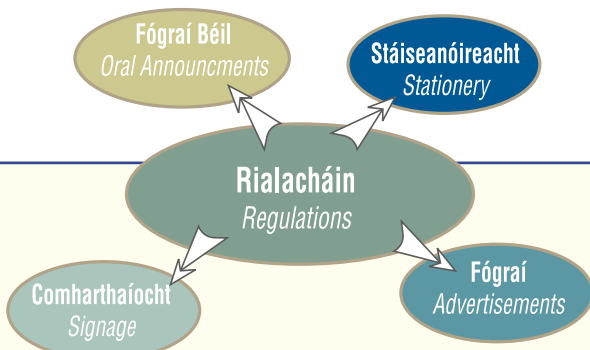 Fógraí Béil
Oral Announcments
Stáiseanóireacht
Stationery
Rialacháin
Regulations
Comharthaíocht
Signage
Fógraí
Advertisements